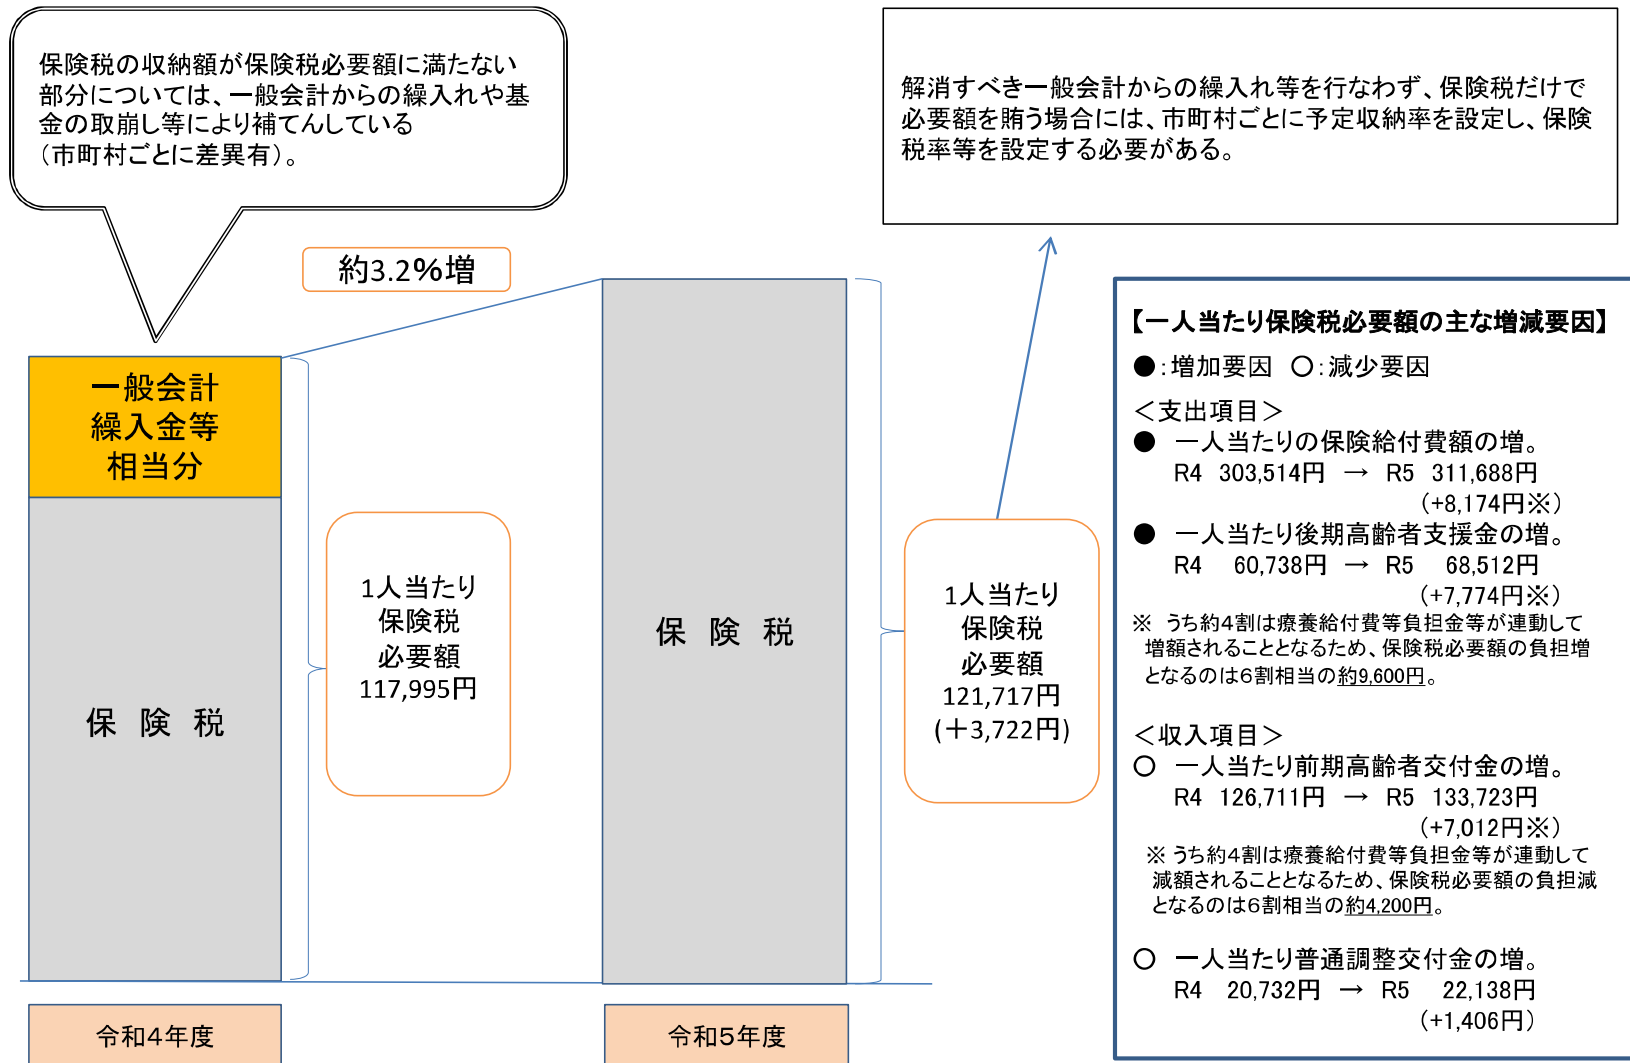 保険税の収納額が保険税必要額に満たない
部分については、一般会計からの繰入れや基
金の取崩し等により補てんしている
（市町村ごとに差異有）。
解消すべき一般会計からの繰入れ等を行なわず、保険税だけで
必要額を賄う場合には、市町村ごとに予定収納率を設定し、保険
税率等を設定する必要がある。
約3.2%増
一般会計
繰入金等
相当分
保 険 税
1人当たり
保険税
必要額
117,995円
保 険 税
1人当たり
保険税
必要額
121,717円
(＋3,722円)
令和4年度
令和5年度
【一人当たり保険税必要額の主な増減要因】
●：増加要因 ○：減少要因
＜支出項目＞
● 一人当たりの保険給付費額の増。
R4 303,514円 → R5 311,688円
（+8,174円※）
● 一人当たり後期高齢者支援金の増。
R4 60,738円 → R5 68,512円
（+7,774円※）
※ うち約4割は療養給付費等負担金等が連動して
増額されることとなるため、保険税必要額の負担増
となるのは6割相当の約9,600円。
＜収入項目＞
○ 一人当たり前期高齢者交付金の増。
R4 126,711円 → R5 133,723円
（+7,012円※）
※ うち約4割は療養給付費等負担金等が連動して
減額されることとなるため、保険税必要額の負担減
となるのは6割相当の約4,200円。
○ 一人当たり普通調整交付金の増。
R4 20,732円 → R5 22,138円
（+1,406円）